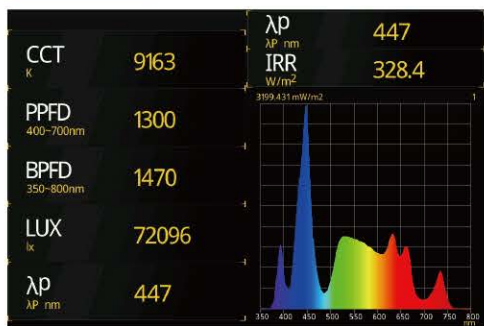 CCT 9163
K
PPFD 1300
400~700nm
BPFD 1470
350~800nm
LUX 72096
lx
λp 447
λP nm
λp 447
λP nm
IRR 328.4
W/m²
3199.431 mW/m2 1
350 400 450 500 550 600 650 700 750 800
nm